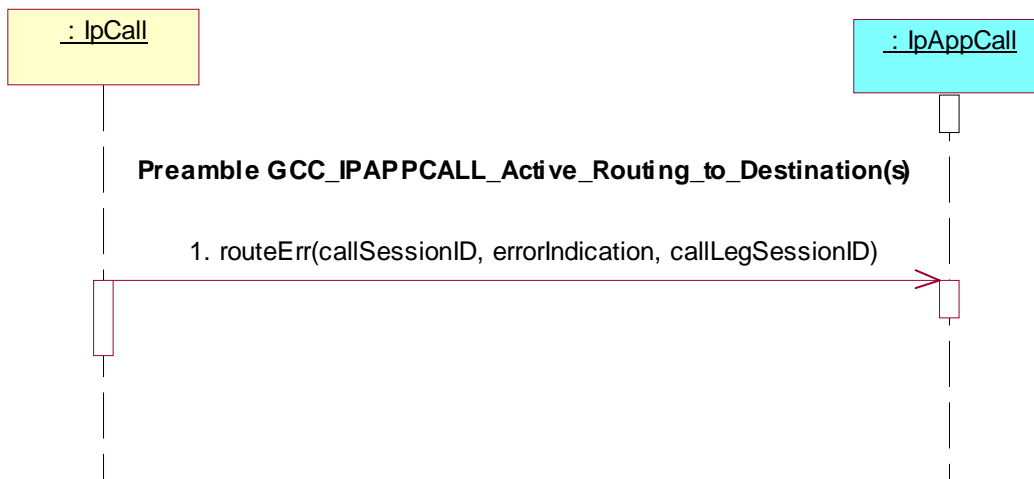 : IpCall
: IpAppCall
Preamble GCC_IPAPPCALL_Active_Routing_to_Destination(s)
1. routeErr(callSessionID, errorIndication, callLegSessionID)